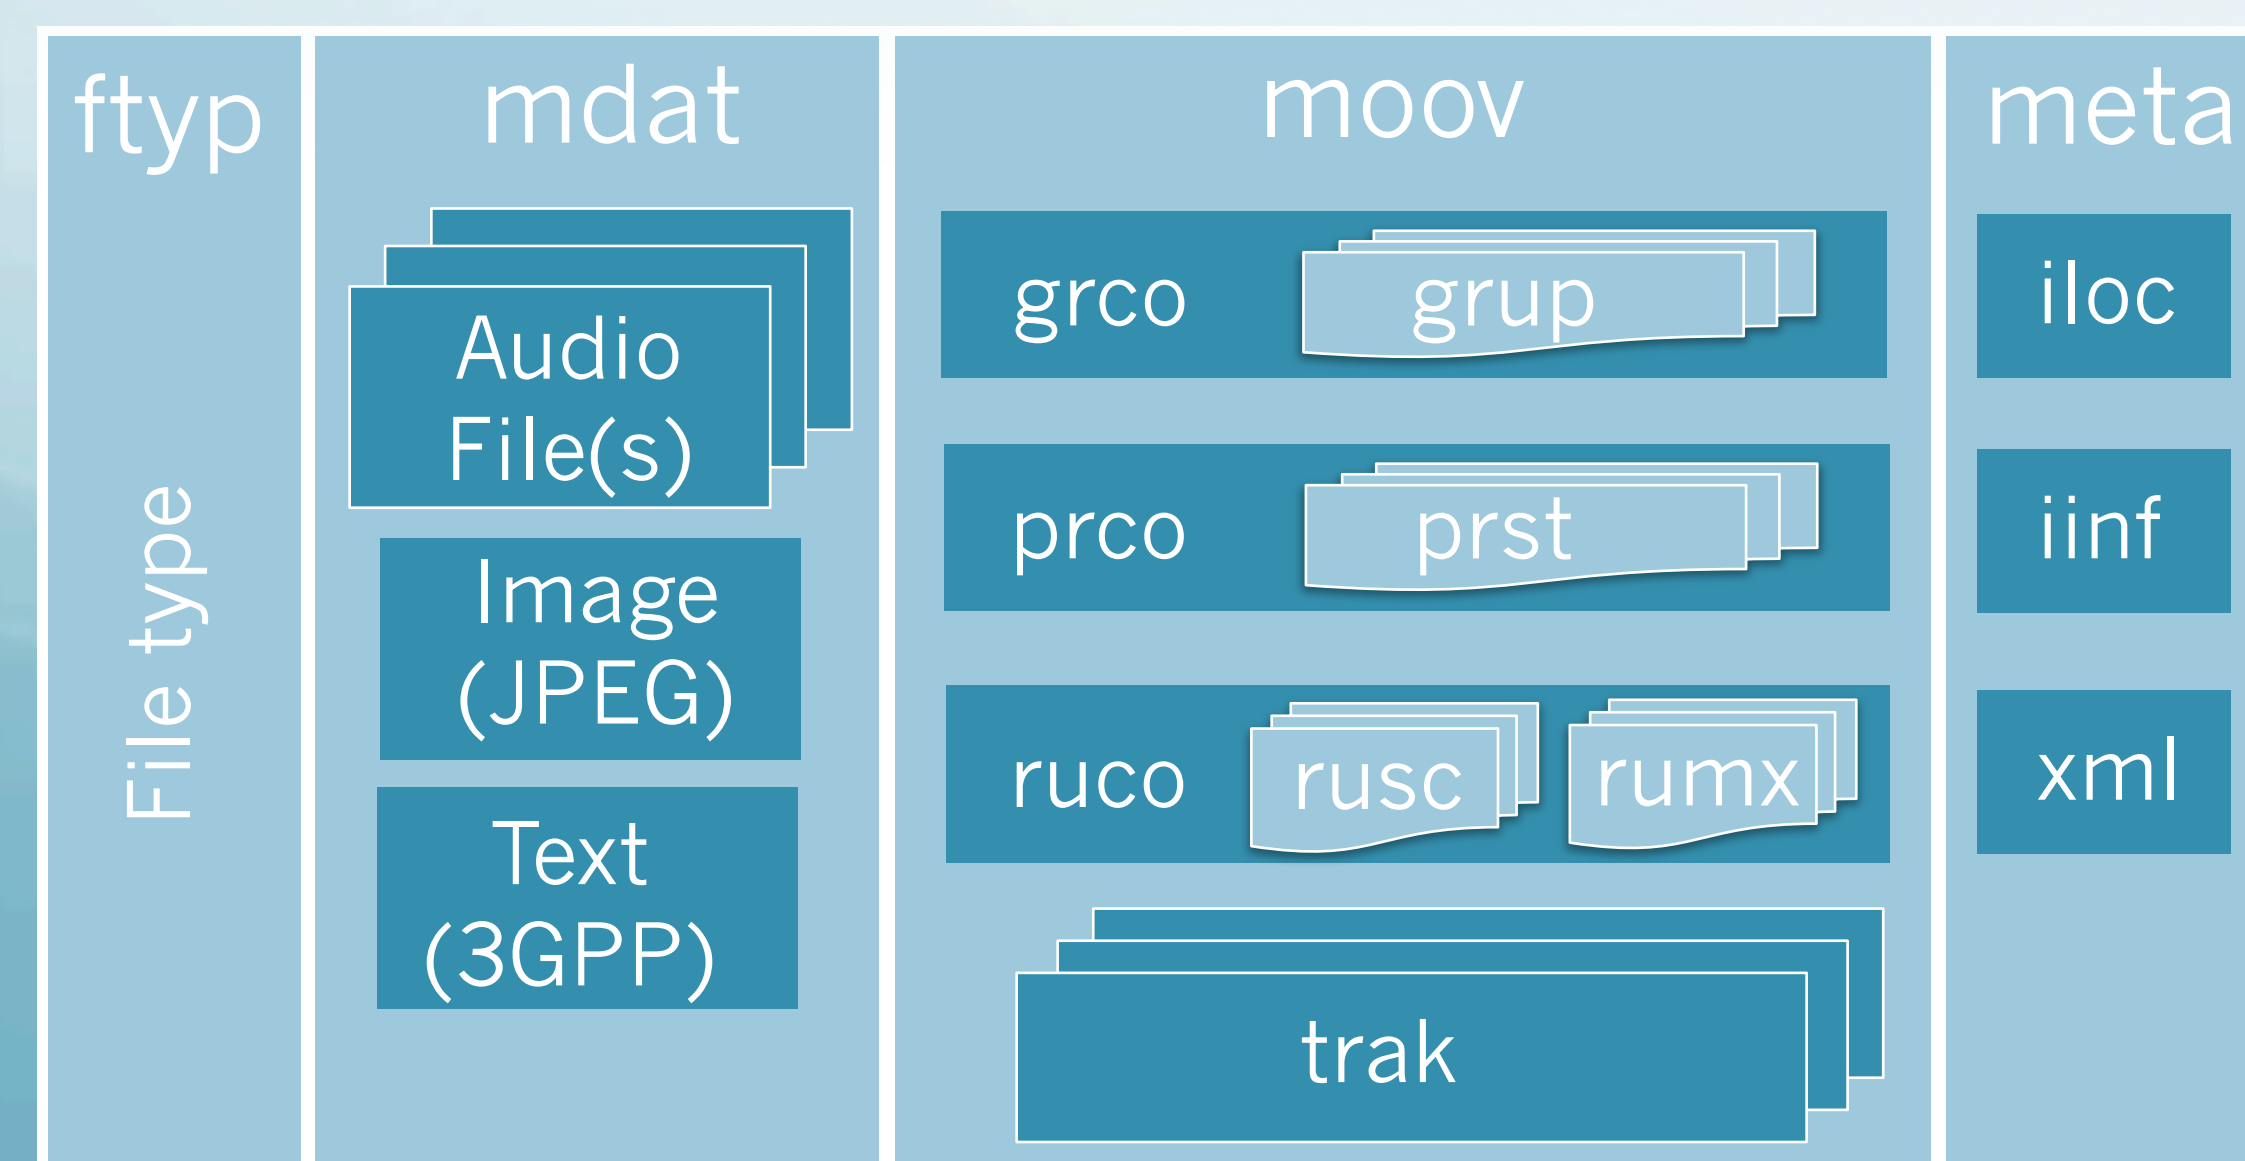 ftyp
File type
mdat
Audio
File(s)
Image
(JPEG)
Text
(3GPP)
moov
grco
grup
prco
prst
ruco
rusc
rumx
trak
meta
iloc
iinf
xml